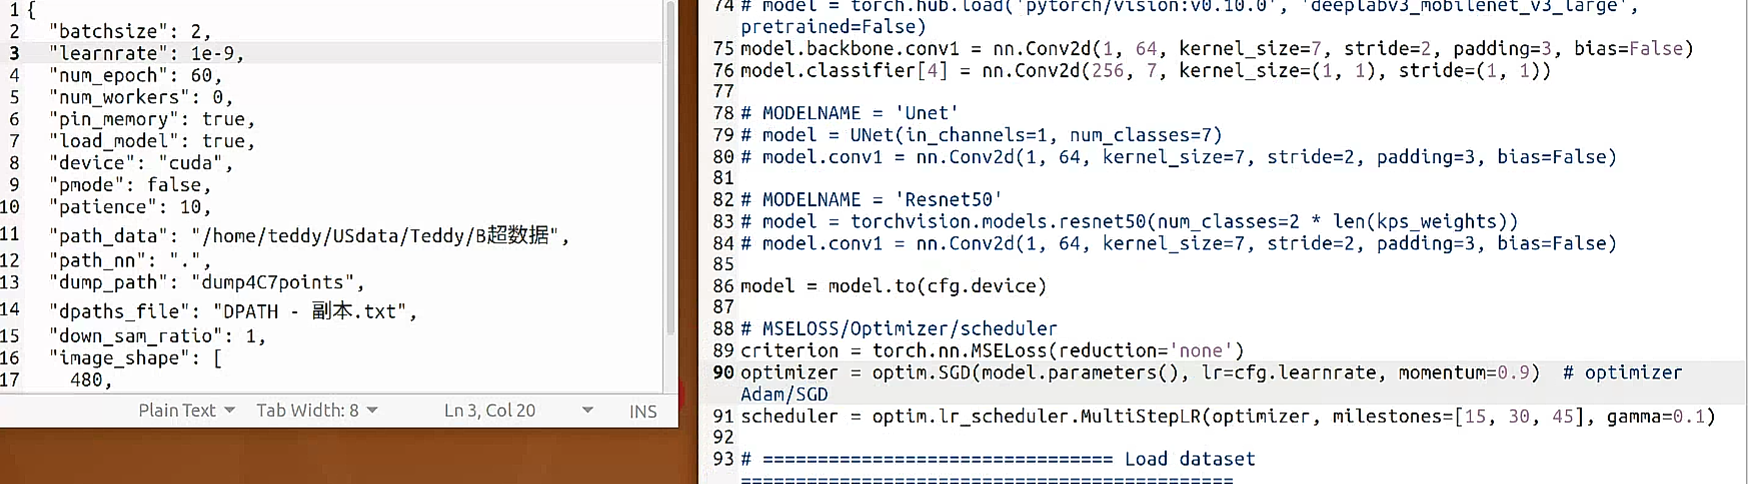 1 {
2 "batchsize": 2,
3 "learnrate": 1e-9,
4 "num_epoch": 60,
5 "num_workers": 0,
6 "pin_memory": true,
7 "load_model": true,
8 "device": "cuda",
9 "pmode": false,
10 "patience": 10,
11 "path_data": "/home/teddy/USdata/Teddy/B超数据",
12 "path_nn": ".",
13 "dump_path": "dump4C7points",
14 "dpaths_file": "DPATH - 副本.txt",
15 "down_sam_ratio": 1,
16 "image_shape": [
17 480,
Plain Text Tab Width: 8 Ln 3, Col 20 INS
74 # model = torch.hub.load('pytorch/vision:v0.10.0', 'deeplabv3_mobilenet_v3_large',
pretrained=False)
75 model.backbone.conv1 = nn.Conv2d(1, 64, kernel_size=7, stride=2, padding=3, bias=False)
76 model.classifier[4] = nn.Conv2d(256, 7, kernel_size=(1, 1), stride=(1, 1))
77
78 # MODELNAME = 'Unet'
79 # model = UNet(in_channels=1, num_classes=7)
80 # model.conv1 = nn.Conv2d(1, 64, kernel_size=7, stride=2, padding=3, bias=False)
81
82 # MODELNAME = 'Resnet50'
83 # model = torchvision.models.resnet50(num_classes=2 * len(kps_weights))
84 # model.conv1 = nn.Conv2d(1, 64, kernel_size=7, stride=2, padding=3, bias=False)
85
86 model = model.to(cfg.device)
87
88 # MSELOSS/Optimizer/scheduler
89 criterion = torch.nn.MSELoss(reduction='none')
90 optimizer = optim.SGD(model.parameters(), lr=cfg.learnrate, momentum=0.9) # optimizer
Adam/SGD
91 scheduler = optim.lr_scheduler.MultiStepLR(optimizer, milestones=[15, 30, 45], gamma=0.1)
92
93 # ================================ Load dataset
=============================================